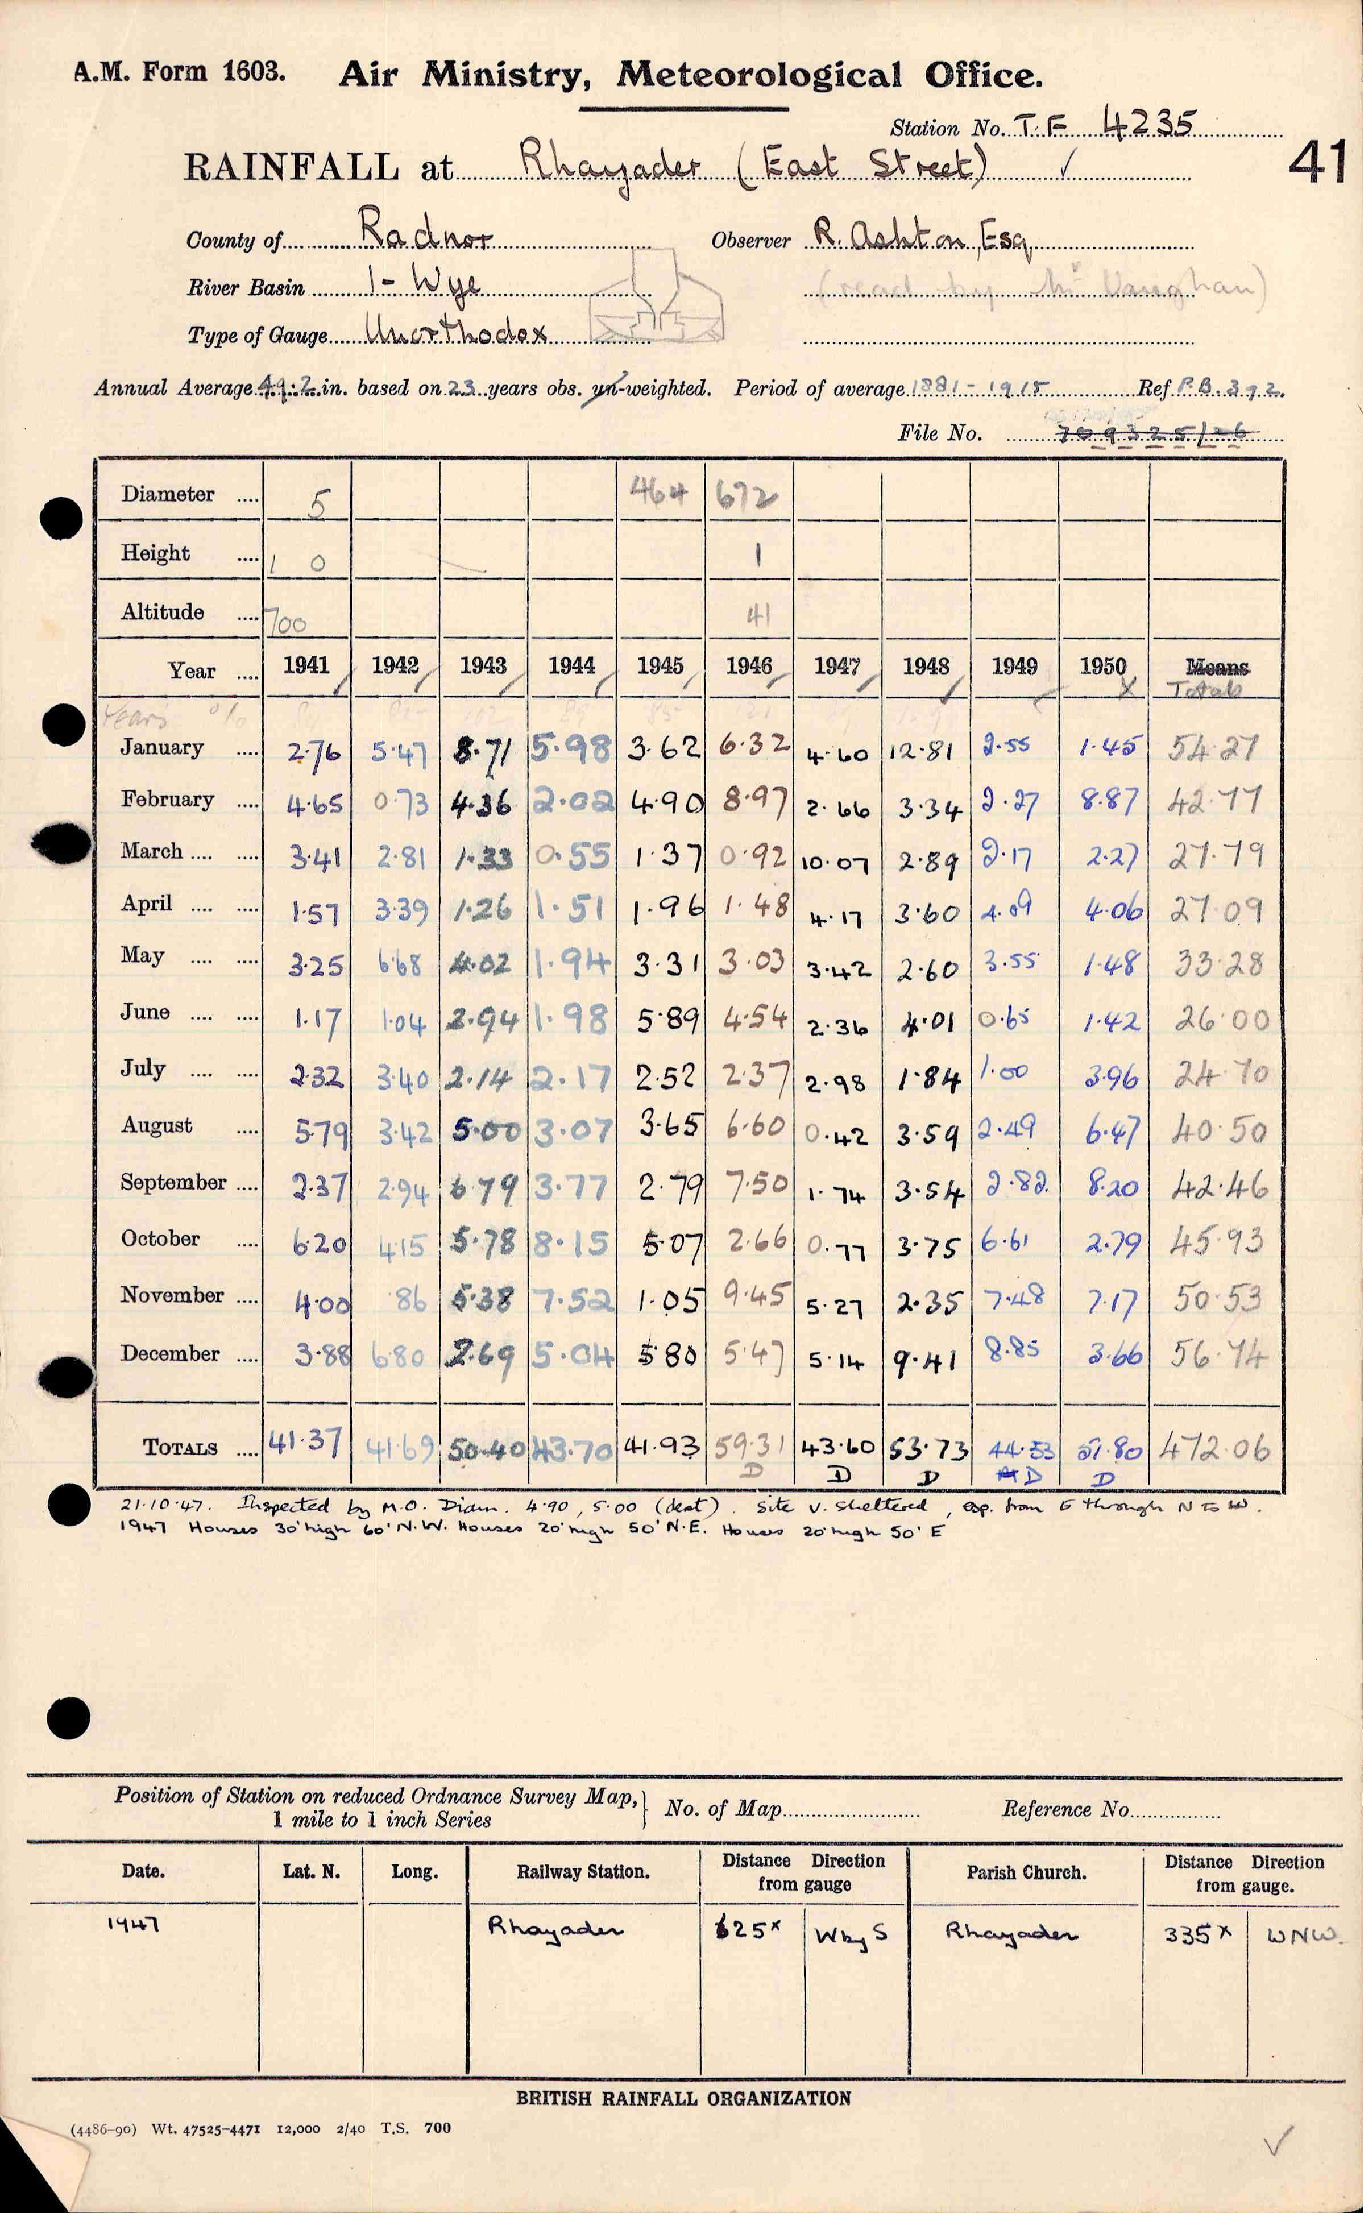 A.M. Form 1603. Air Ministry, Meteorological Office.
Station No. T.F 4235
41
RAINFALL at Rhayader (East Street) ✓
County of Radnor Observer R. Ashton, Esq
River Basin 1- Wye (read by Mr Vaughan)
Type of Gauge Unorthodox
Annual Average 49.2 in. based on 23 years obs. un-weighted. Period of average 1881-1915 Ref P.B. 392.
File No. 709325/26
Diameter .... 5 464 672
Height .... 1 0 1
Altitude .... 700 41
Year .... 1941 1942 1943 1944 1945 1946 1947 1948 1949 1950 Means
Totals
Years %
January .... 2.76 5.47 8.71 5.98 3.62 6.32 4.60 12.81 2.55 1.45 54.27
February .... 4.65 0.73 4.36 2.02 4.90 8.97 2.66 3.34 2.27 8.87 42.77
March .... .... 3.41 2.81 1.33 0.55 1.37 0.92 10.07 2.89 2.17 2.27 27.79
April .... .... 1.57 3.39 1.26 1.51 1.96 1.48 4.17 3.60 4.09 4.06 27.09
May .... .... 3.25 6.68 4.02 1.94 3.31 3.03 3.42 2.60 3.55 1.48 33.28
June .... .... 1.17 1.04 2.94 1.98 5.89 4.54 2.36 4.01 0.65 1.42 26.00
July .... .... 2.32 3.40 2.14 2.17 2.52 2.37 2.98 1.84 1.00 3.96 24.70
August .... 5.79 3.42 5.00 3.07 3.65 6.60 0.42 3.59 2.49 6.47 40.50
September .... 2.37 2.94 6.79 3.77 2.79 7.50 1.74 3.54 2.82 8.20 42.46
October .... 6.20 4.15 5.78 8.15 5.07 2.66 0.77 3.75 6.61 2.79 45.93
November .... 4.00 .86 5.38 7.52 1.05 9.45 5.27 2.35 7.48 7.17 50.53
December .... 3.88 6.80 2.69 5.04 5.80 5.47 5.14 9.41 8.85 3.66 56.74
TOTALS .... 41.37 41.69 50.40 43.70 41.93 59.31 43.60 53.73 44.53 51.80 472.06
D D D D D
21.10.47. Inspected by M.O. Diam. 4.90, 5.00 (dent). Site v. sheltered, esp. from E through N to W.
1947 Houses 30' high 60' N.W. Houses 20' high 50' N.E. Houses 20' high 50' E
Position of Station on reduced Ordnance Survey Map, 1 mile to 1 inch Series } No. of Map Reference No.
Date. Lat. N. Long. Railway Station. Distance Direction from gauge Parish Church. Distance Direction from gauge.
1947 Rhayader 625x W by S Rhayader 335x WNW.
BRITISH RAINFALL ORGANIZATION
(4486-90) Wt. 47525-4471 12,000 2/40 T.S. 700
✓